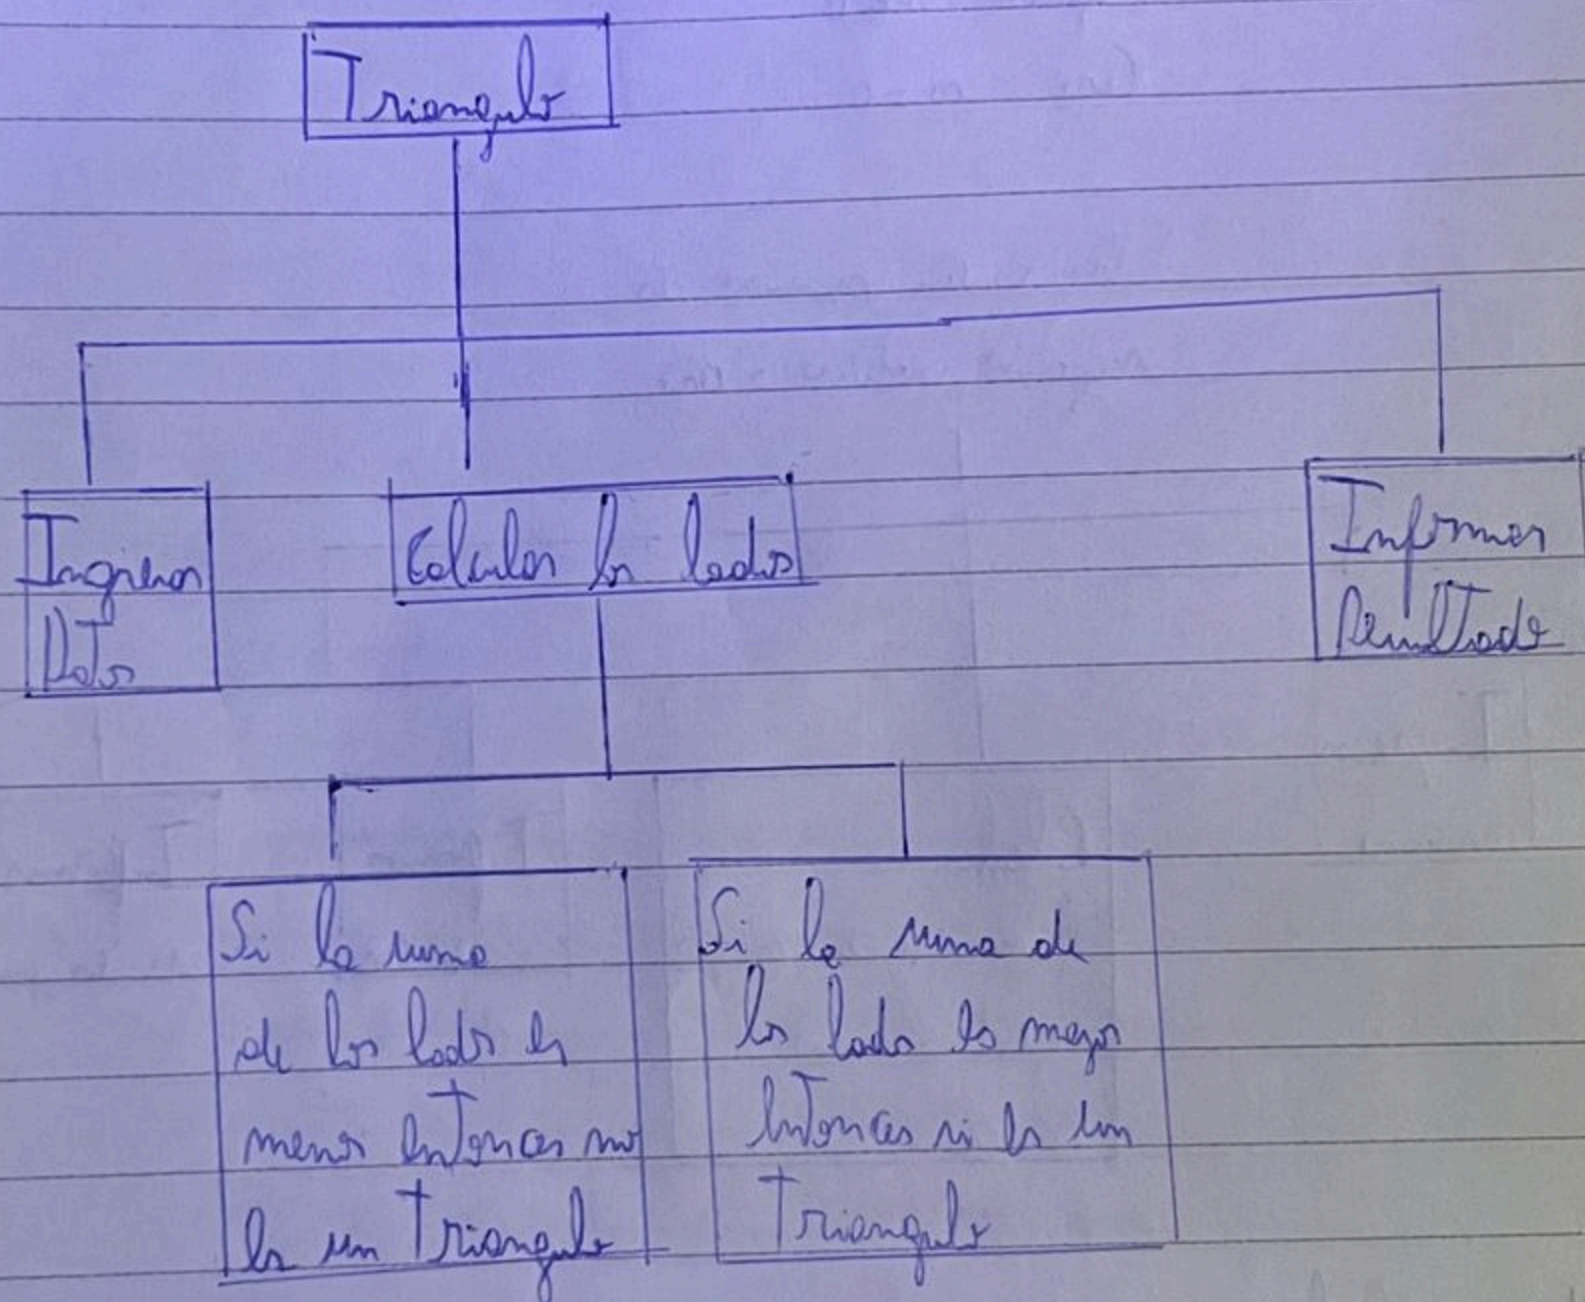 Triangulo
Ingresar
Datos
Calcular los lados
Informar
Resultado
Si la suma
de los lados es
menor entonces no
es un Triangulo
Si la suma de
los lados es mayor
entonces si es un
Triangulo